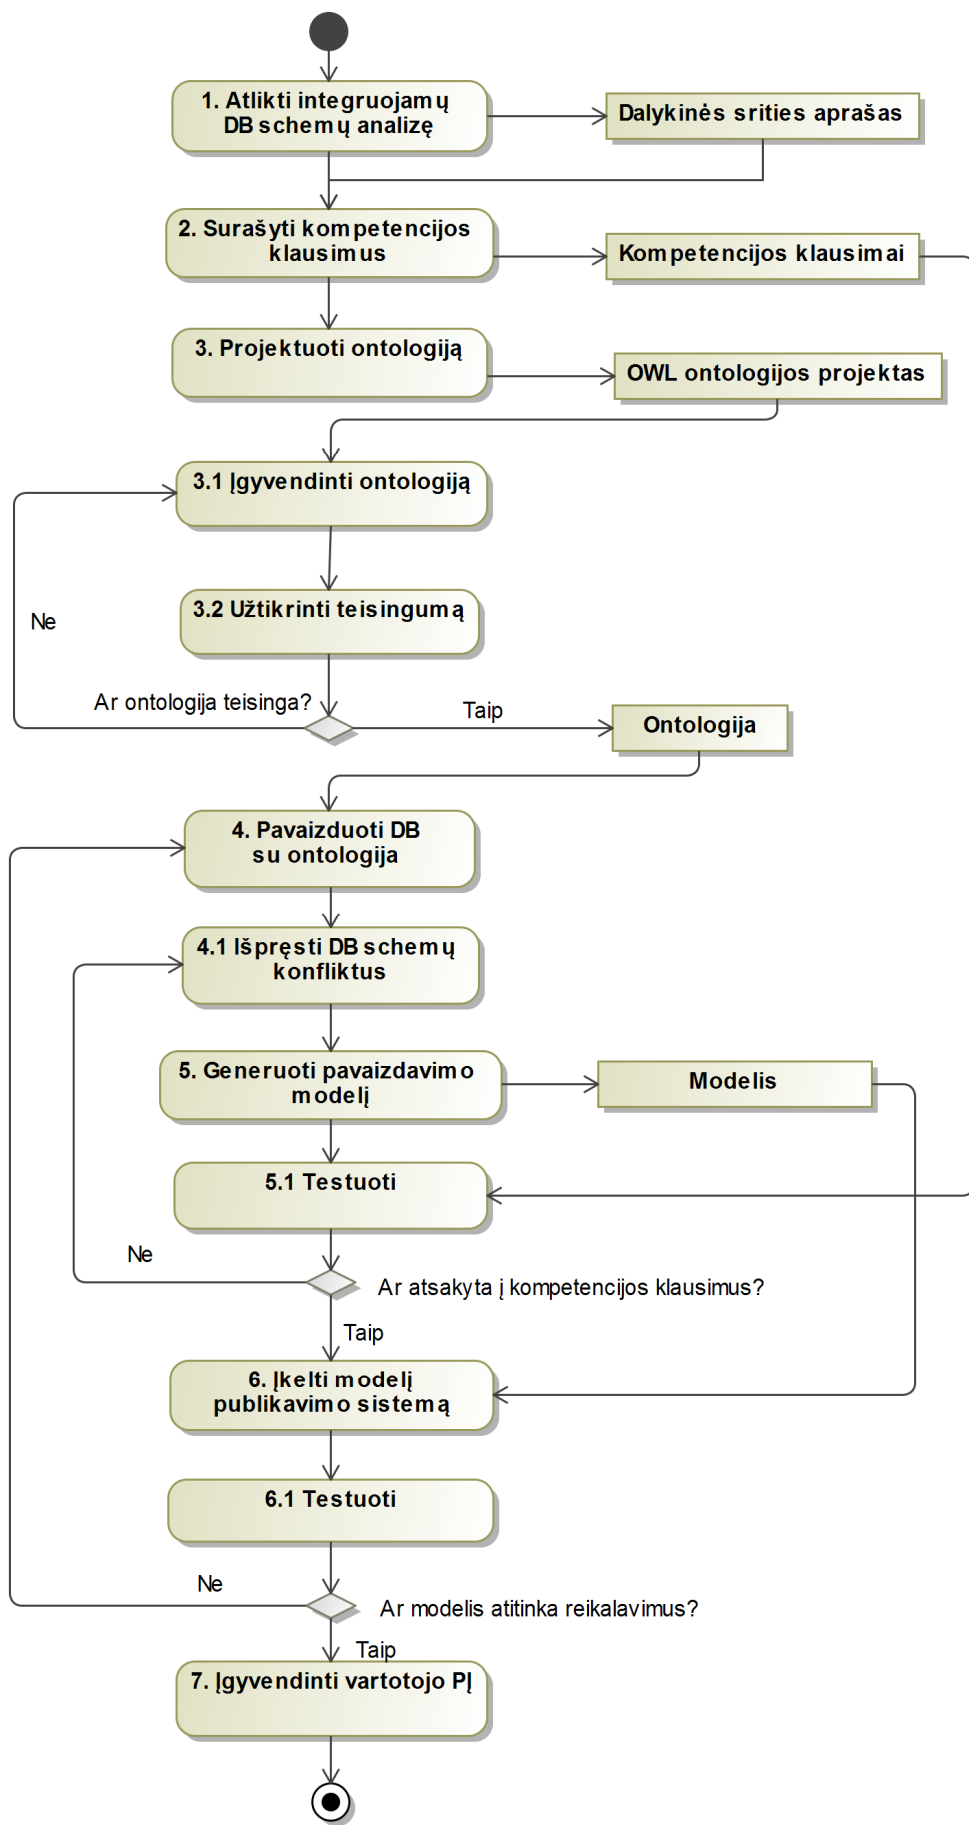 1. Atlikti integruojamų
DB schemų analizę
Dalykinės srities aprašas
2. Surašyti kompetencijos
klausimus
Kompetencijos klausimai
3. Projektuoti ontologiją
OWL ontologijos projektas
3.1 Įgyvendinti ontologiją
Ne
3.2 Užtikrinti teisingumą
Ar ontologija teisinga?
Taip
Ontologija
4. Pavaizduoti DB
su ontologija
4.1 Išpręsti DB schemų
konfliktus
5. Generuoti pavaizdavimo
modelį
Modelis
5.1 Testuoti
Ne
Ar atsakyta į kompetencijos klausimus?
Taip
6. Įkelti modelį
publikavimo sistemą
6.1 Testuoti
Ne
Ar modelis atitinka reikalavimus?
Taip
7. Įgyvendinti vartotojo PĮ